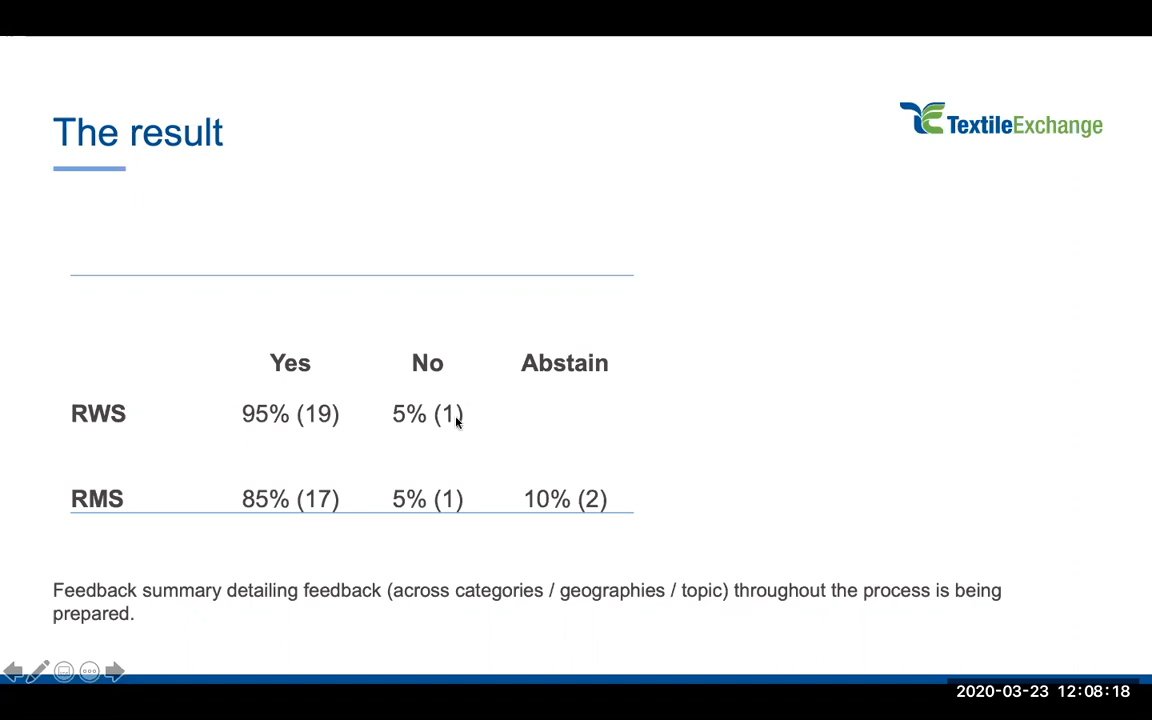 The result
TextileExchange
Yes No Abstain
RWS 95% (19) 5% (1)
RMS 85% (17) 5% (1) 10% (2)
Feedback summary detailing feedback (across categories / geographies / topic) throughout the process is being
prepared.
2020-03-23 12:08:18